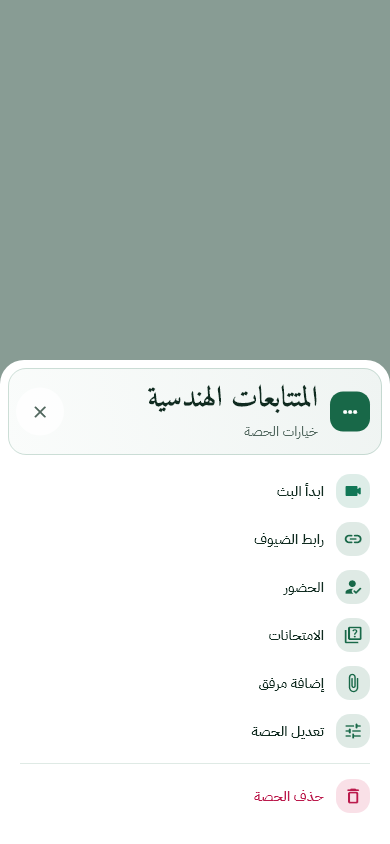 المتتابعات الهندسية
خيارات الحصة
ابدأ البث
رابط الضيوف
الحضور
الامتحانات
إضافة مرفق
تعديل الحصة
حذف الحصة